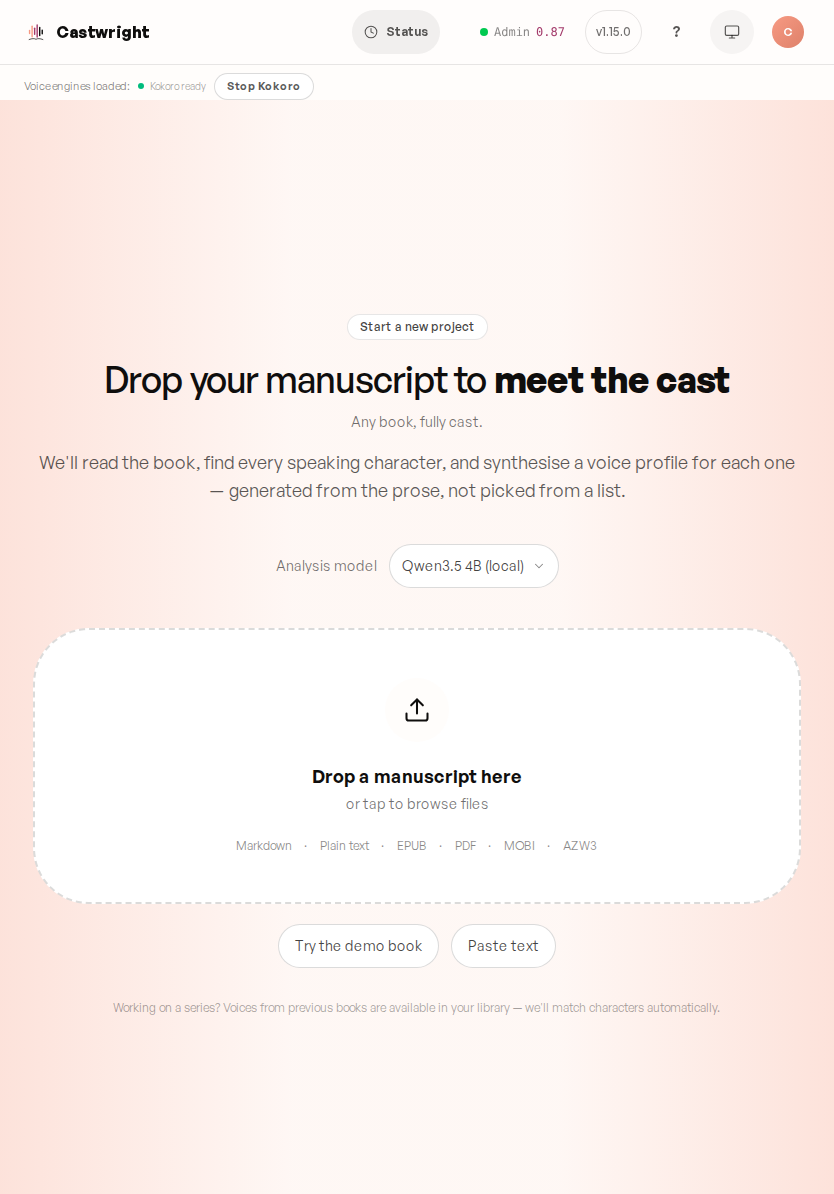 Castwright
Status
Admin 0.87
v1.15.0
?
C
Voice engines loaded:
Kokoro ready
Stop Kokoro
Start a new project
Drop your manuscript to meet the cast
Any book, fully cast.
We'll read the book, find every speaking character, and synthesise a voice profile for each one
— generated from the prose, not picked from a list.
Analysis model
Qwen3.5 4B (local)
Drop a manuscript here
or tap to browse files
Markdown · Plain text · EPUB · PDF · MOBI · AZW3
Try the demo book
Paste text
Working on a series? Voices from previous books are available in your library — we'll match characters automatically.